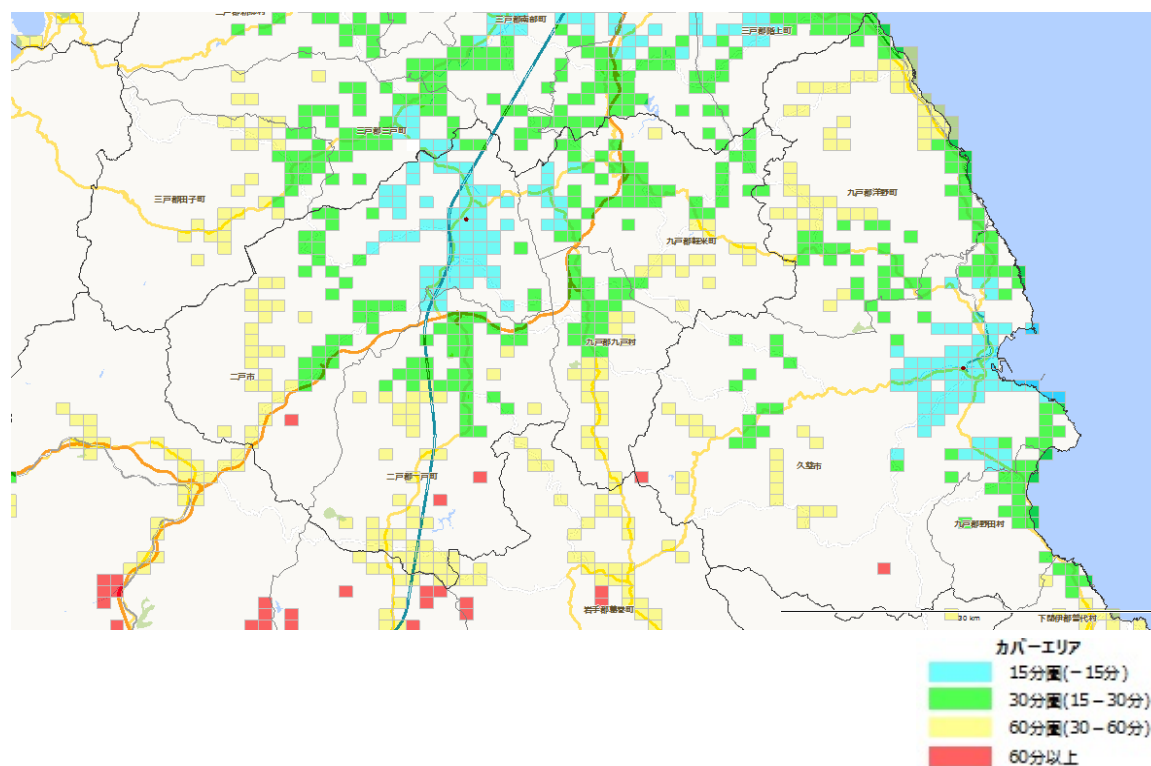 三戸郡南部町
三戸郡階上町
三戸郡三戸町
三戸郡田子町
九戸郡洋野町
九戸郡軽米町
九戸郡九戸村
二戸市
久慈市
二戸郡一戸町
九戸郡野田村
岩手郡葛巻町
30 km
下閉伊郡普代村
カバーエリア
15分圏(－15分)
30分圏(15－30分)
60分圏(30－60分)
60分以上